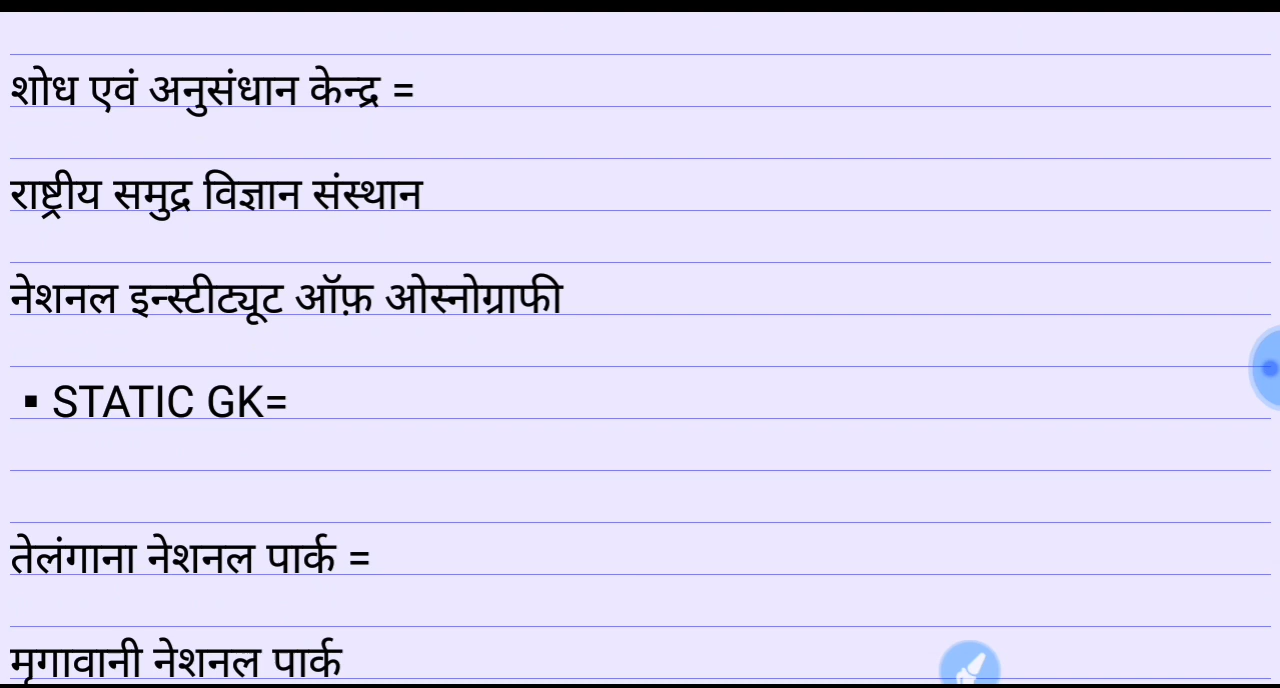 शोध एवं अनुसंधान केन्द्र =
राष्ट्रीय समुद्र विज्ञान संस्थान
नेशनल इन्स्टीट्यूट ऑफ़ ओस्नोग्राफी
▪ STATIC GK=
तेलंगाना नेशनल पार्क =
मृगावानी नेशनल पार्क